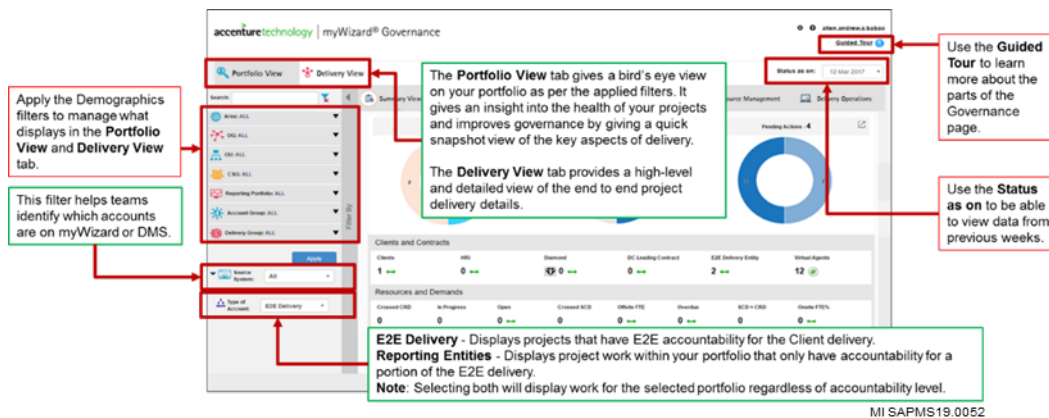 accenturetechnology | myWizard® Governance
allen.andrew.a.babao
Guided Tour
Portfolio View
Delivery View
Status as on: 12 Mar 2017
Search:
Summary View
Resource Management
Delivery Operations
Area: ALL
OG: ALL
OU: ALL
CSG: ALL
Reporting Portfolio: ALL
Account Group: ALL
Delivery Group: ALL
Filter By
Apply
Source System: All
Type of Account: E2E Delivery
Pending Actions - 4
Clients and Contracts
Clients HRI Diamond DC Leading Contract E2E Delivery Entity Virtual Agents
1 0 0 0 2 12
Resources and Demands
Crossed CRD In Progress Open Crossed SCD Offsite FTE Overdue SCD > CRD Onsite FTE%
0 0 0 0 0 0 0 0
Apply the Demographics
filters to manage what
displays in the Portfolio
View and Delivery View
tab.
This filter helps teams
identify which accounts
are on myWizard or DMS.
The Portfolio View tab gives a bird's eye view
on your portfolio as per the applied filters. It
gives an insight into the health of your projects
and improves governance by giving a quick
snapshot view of the key aspects of delivery.
The Delivery View tab provides a high-level
and detailed view of the end to end project
delivery details.
Use the Guided
Tour to learn
more about the
parts of the
Governance
page.
Use the Status
as on to be able
to view data from
previous weeks.
E2E Delivery - Displays projects that have E2E accountability for the Client delivery.
Reporting Entities - Displays project work within your portfolio that only have accountability for a
portion of the E2E delivery.
Note: Selecting both will display work for the selected portfolio regardless of accountability level.
MI SAPMS19.0052